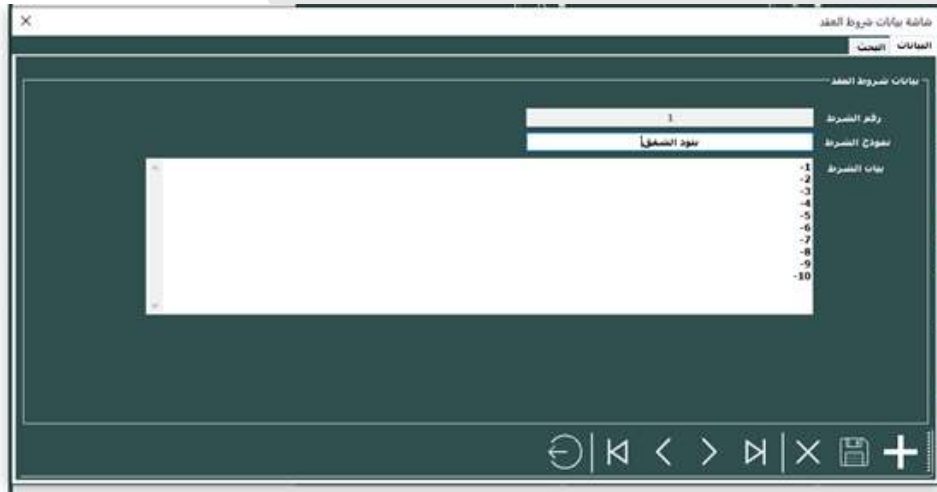 شاشة بيانات شروط العقد
البيانات البحث
بيانات شروط العقد
رقم الشرط 1
نموذج الشرط بنود الشقق
بيان الشرط
1-
2-
3-
4-
5-
6-
7-
8-
9-
10-